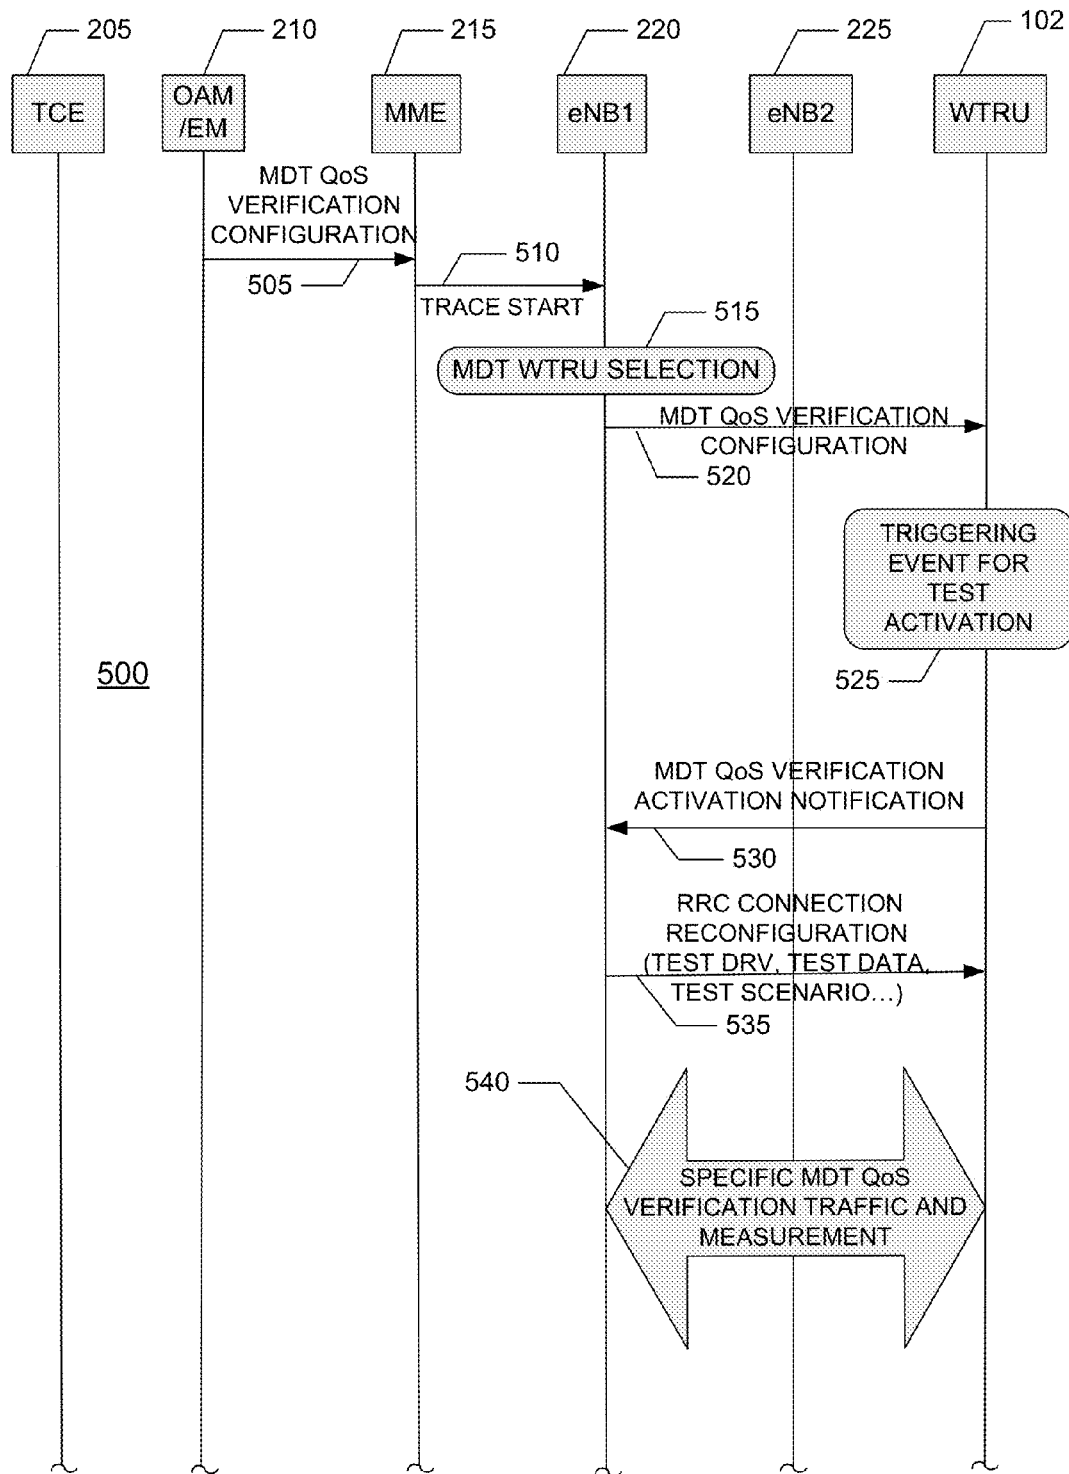 205
210
215
220
225
102
TCE
OAM
/EM
MME
eNB1
eNB2
WTRU
MDT QoS
VERIFICATION
CONFIGURATION
505
510
TRACE START
515
MDT WTRU SELECTION
MDT QoS VERIFICATION
CONFIGURATION
520
TRIGGERING
EVENT FOR
TEST
ACTIVATION
525
500
MDT QoS VERIFICATION
ACTIVATION NOTIFICATION
530
RRC CONNECTION
RECONFIGURATION
(TEST DRV, TEST DATA,
TEST SCENARIO...)
535
540
SPECIFIC MDT QoS
VERIFICATION TRAFFIC AND
MEASUREMENT